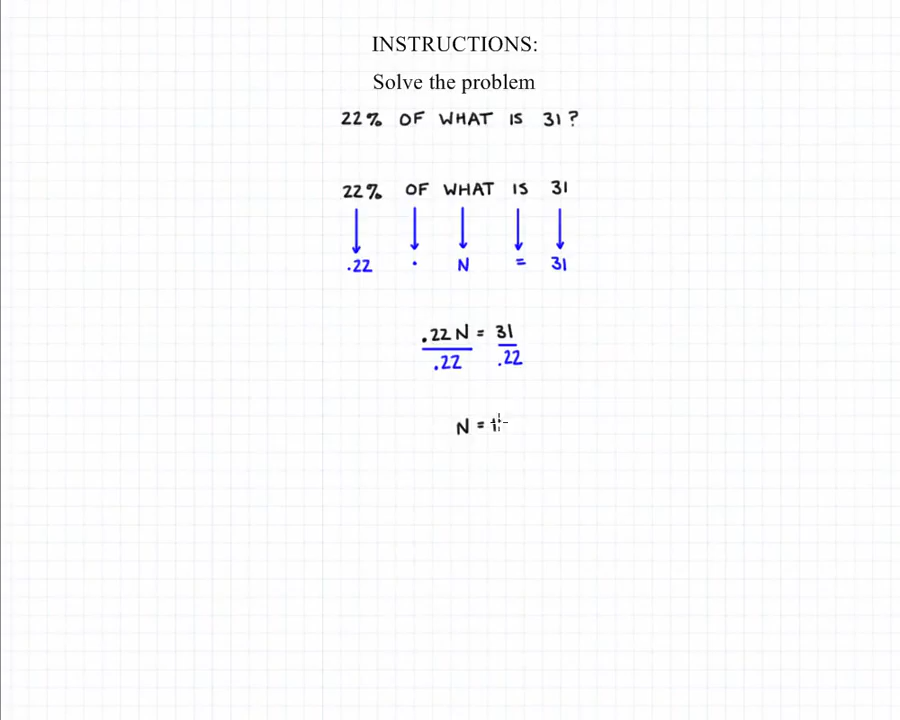 INSTRUCTIONS:
Solve the problem
22% OF WHAT IS 31?
22% OF WHAT IS 31
.22 · N = 31
.22N = 31
.22 .22
N = 1